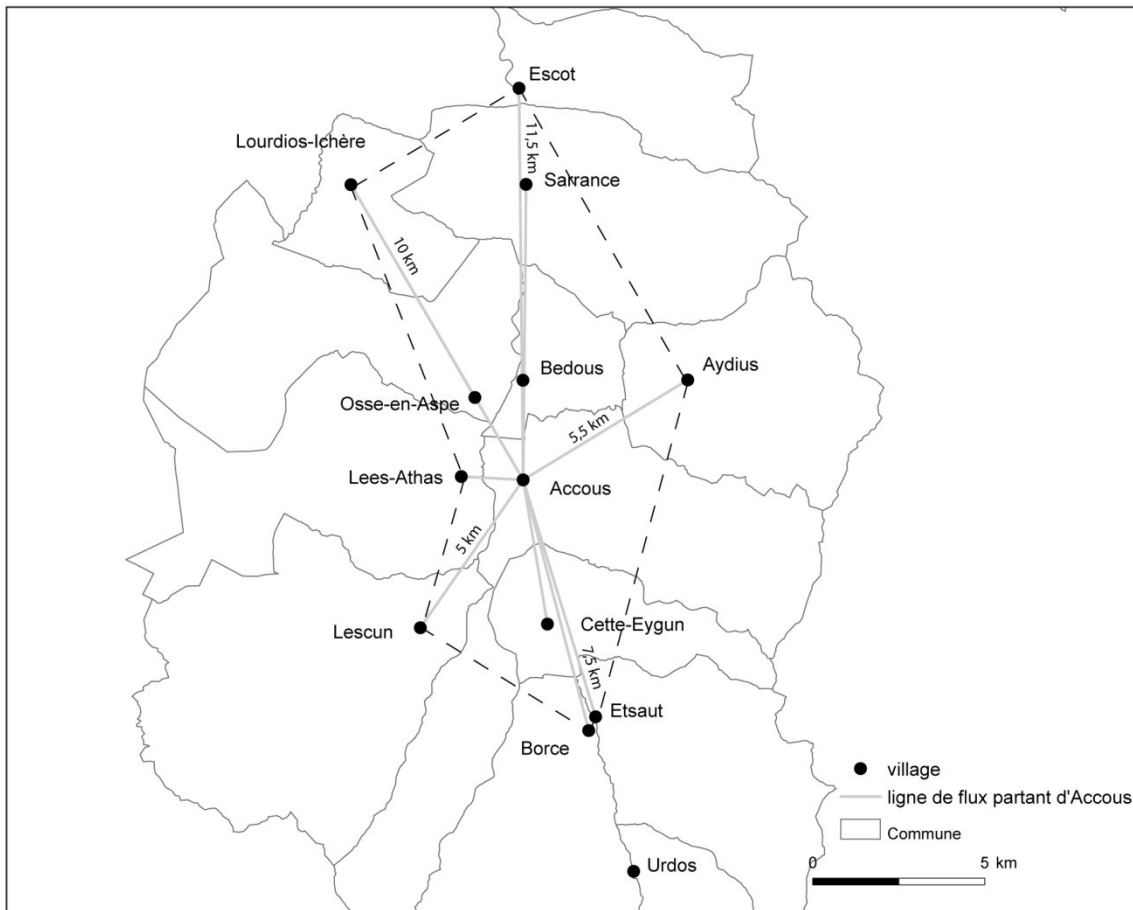 Escot
11,5 km
Lourdios-Ichère
Sarrance
10 km
Bedous
Aydius
Osse-en-Aspe
5,5 km
Lees-Athas
Accous
5 km
Lescun
Cette-Eygun
7,5 km
Etsaut
Borce
village
ligne de flux partant d'Accous
Commune
Urdos
0 5 km